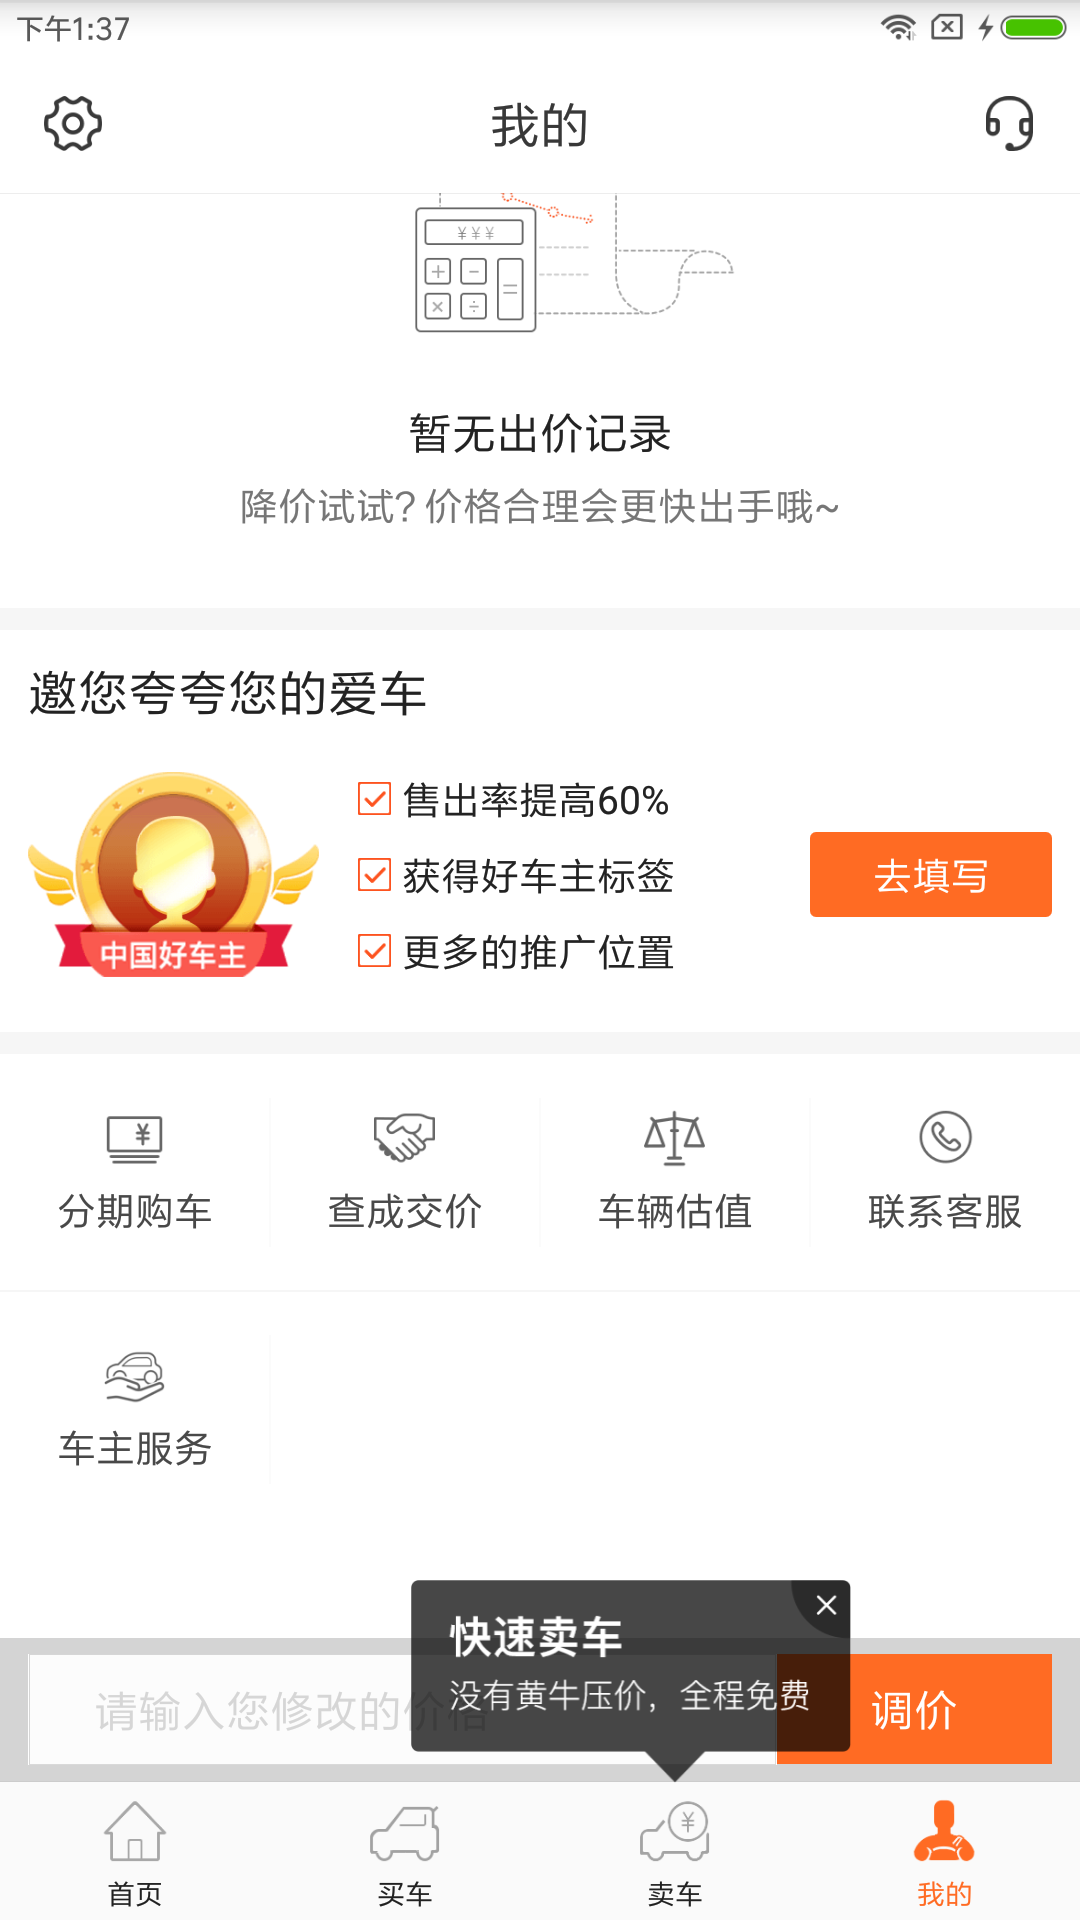 下午1:37
我的
¥¥¥
暂无出价记录
降价试试?价格合理会更快出手哦~
邀您夸夸您的爱车
售出率提高60%
获得好车主标签
更多的推广位置
去填写
中国好车主
分期购车
查成交价
车辆估值
联系客服
车主服务
快速卖车
没有黄牛压价，全程免费
请输入您修改的价格
调价
首页
买车
卖车
我的